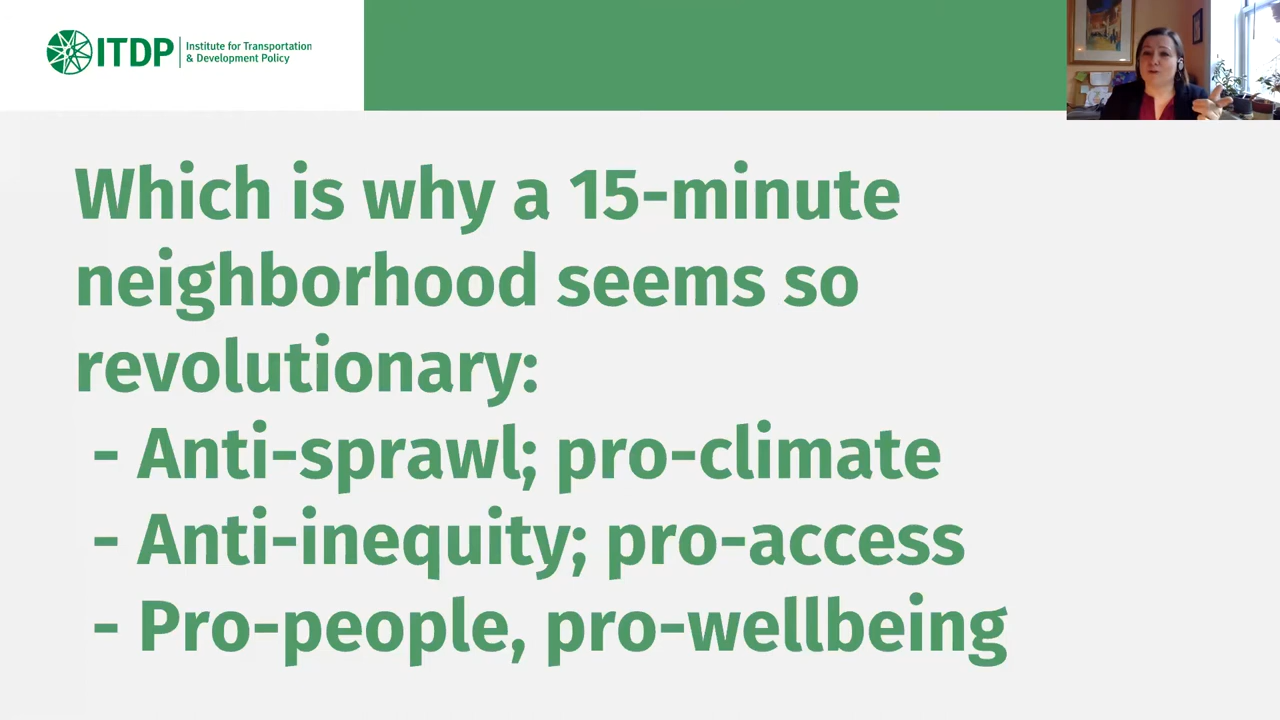 ITDP
Institute for Transportation
& Development Policy
Which is why a 15-minute
neighborhood seems so
revolutionary:
- Anti-sprawl; pro-climate
- Anti-inequity; pro-access
- Pro-people, pro-wellbeing